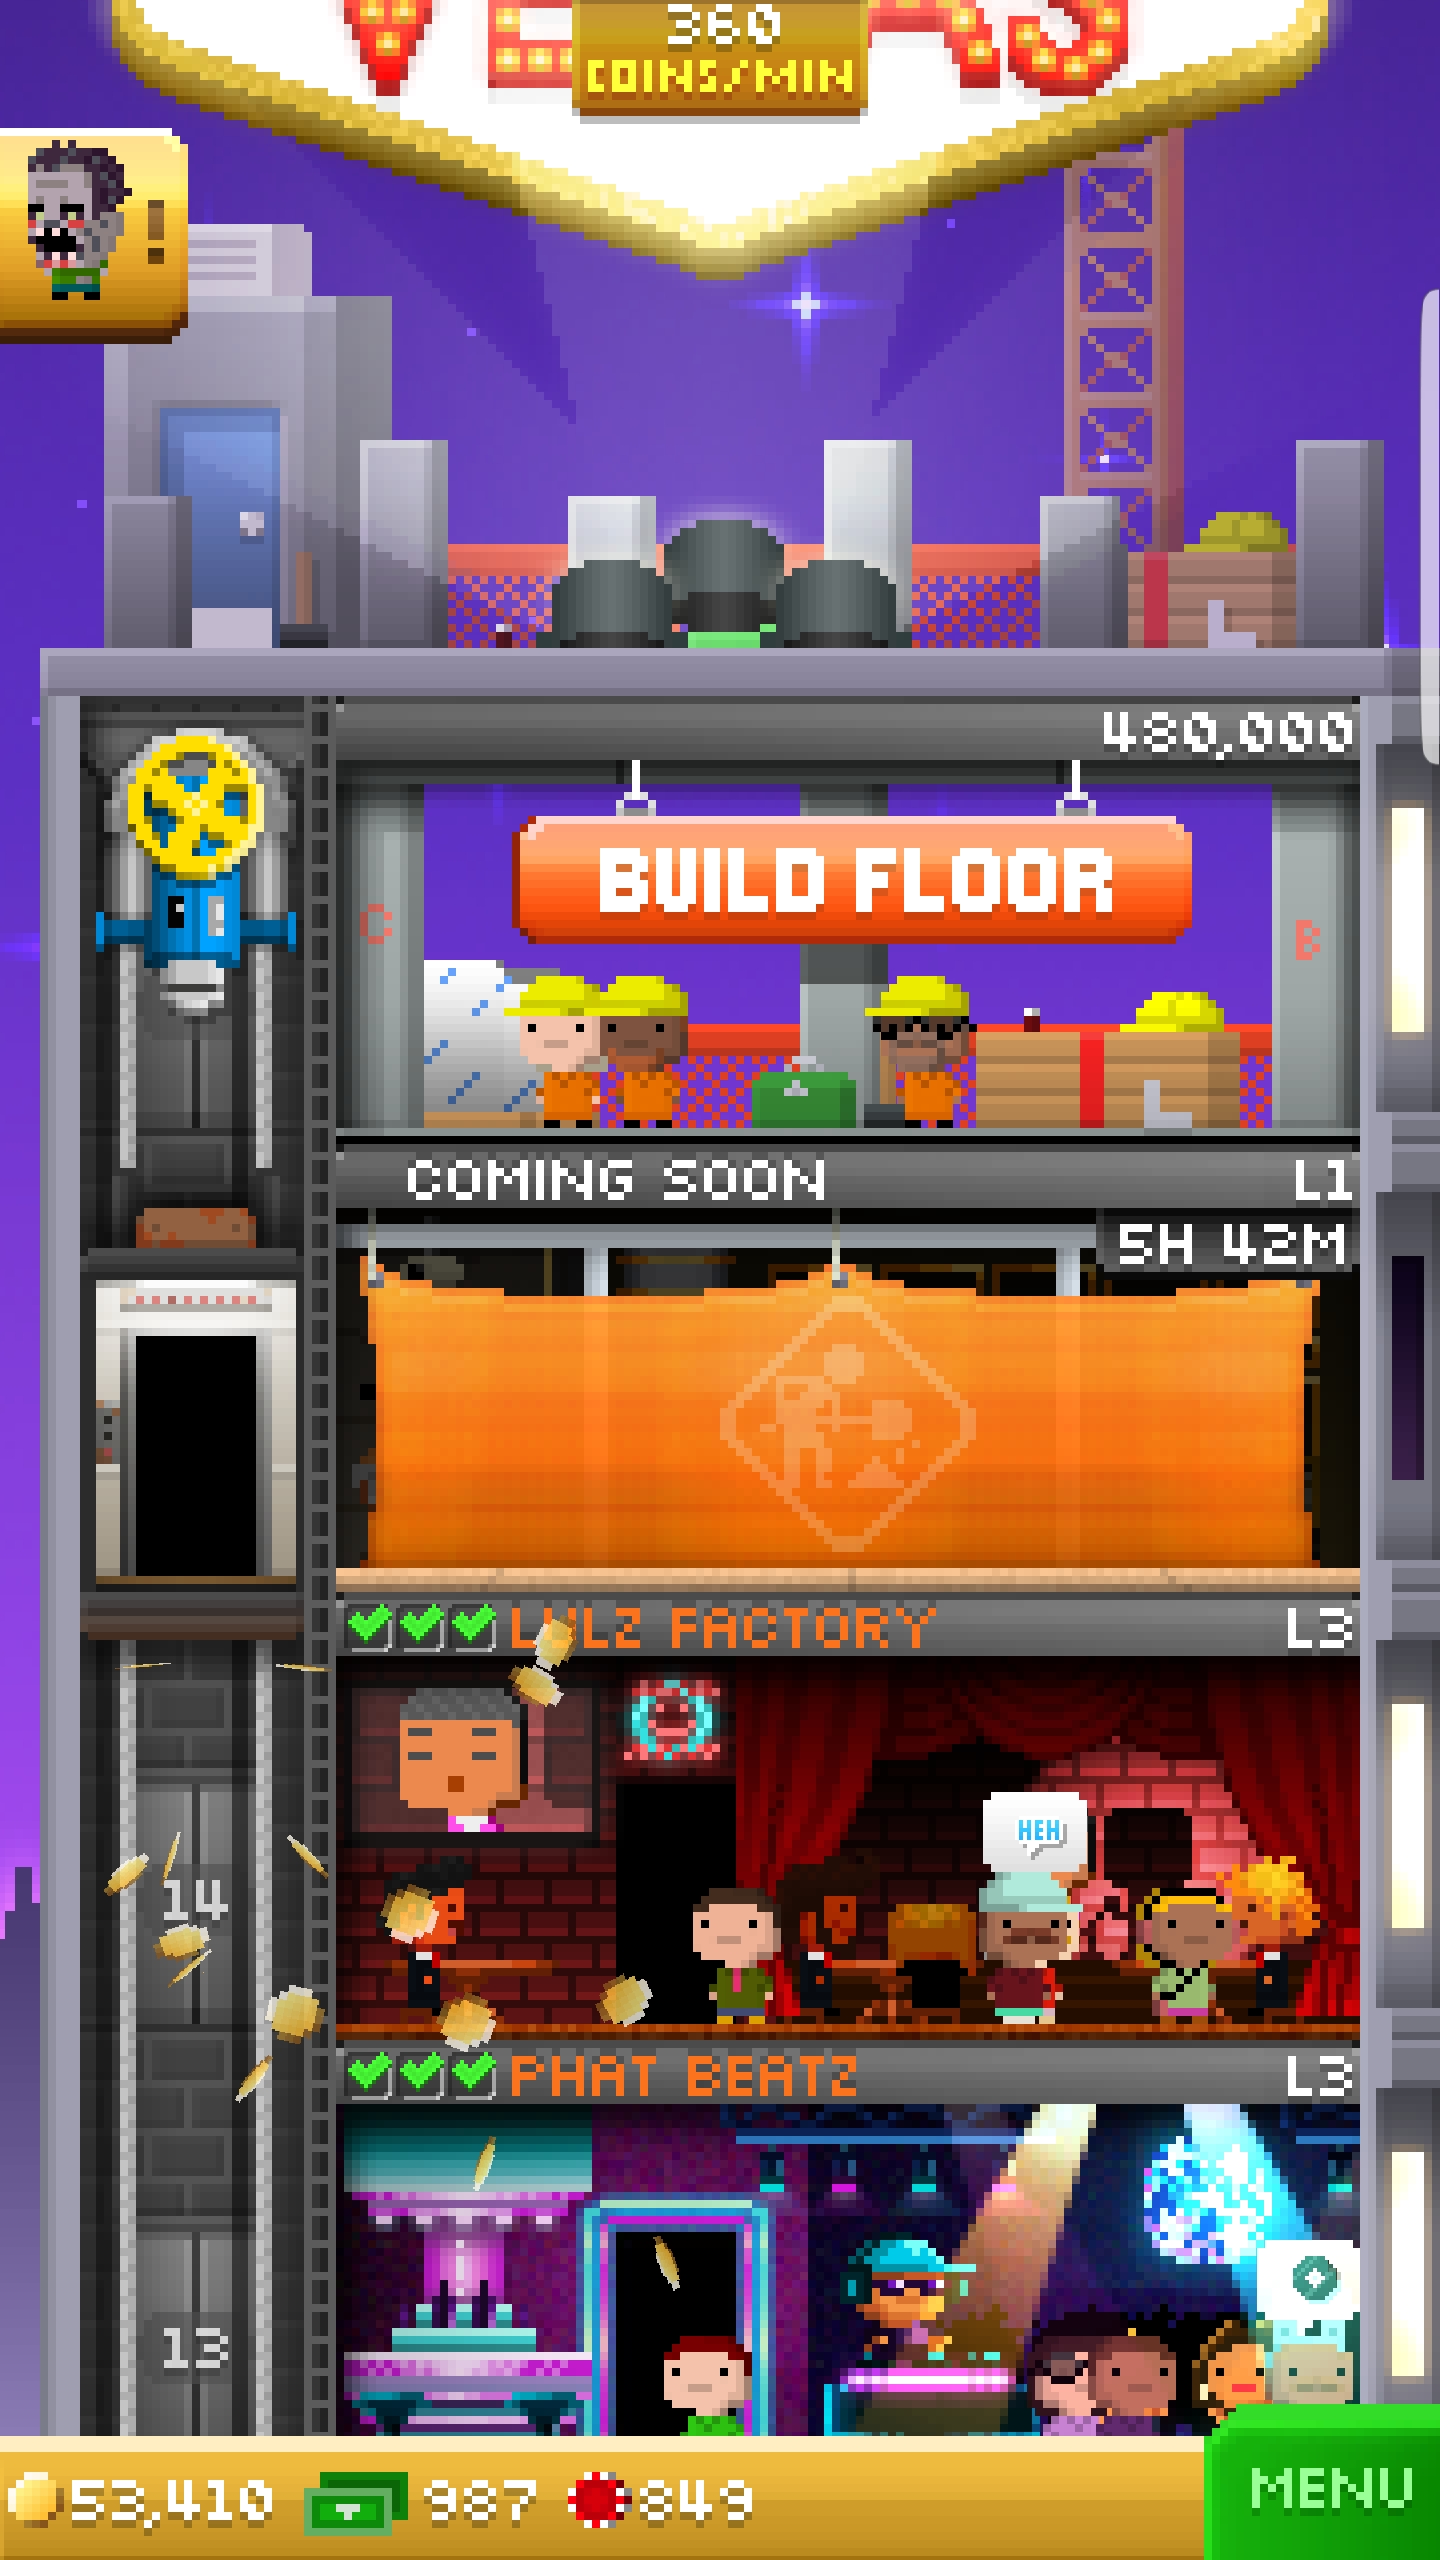 360
COINS/MIN
!
480,000
BUILD FLOOR
C
B
COMING SOON
L1
5H 42M
LULZ FACTORY
L3
HEH
14
PHAT BEATZ
L3
13
53,410
987
849
MENU